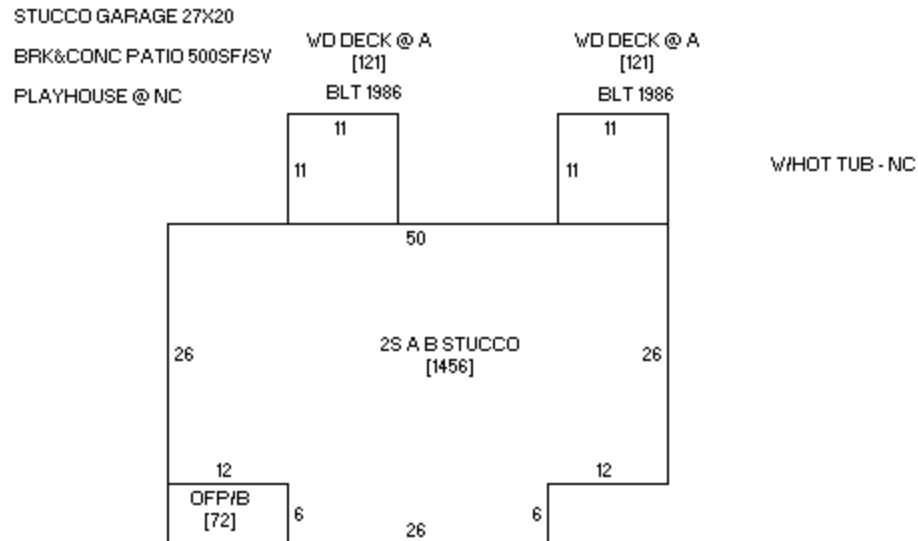 STUCCO GARAGE 27X20
BRK&CONC PATIO 500SF/SV
PLAYHOUSE @ NC
WD DECK @ A
[121]
BLT 1986
WD DECK @ A
[121]
BLT 1986
W/HOT TUB - NC
11
11
11
11
50
26
2S A B STUCCO
[1456]
26
12
12
OFP/B
[72]
6
26
6